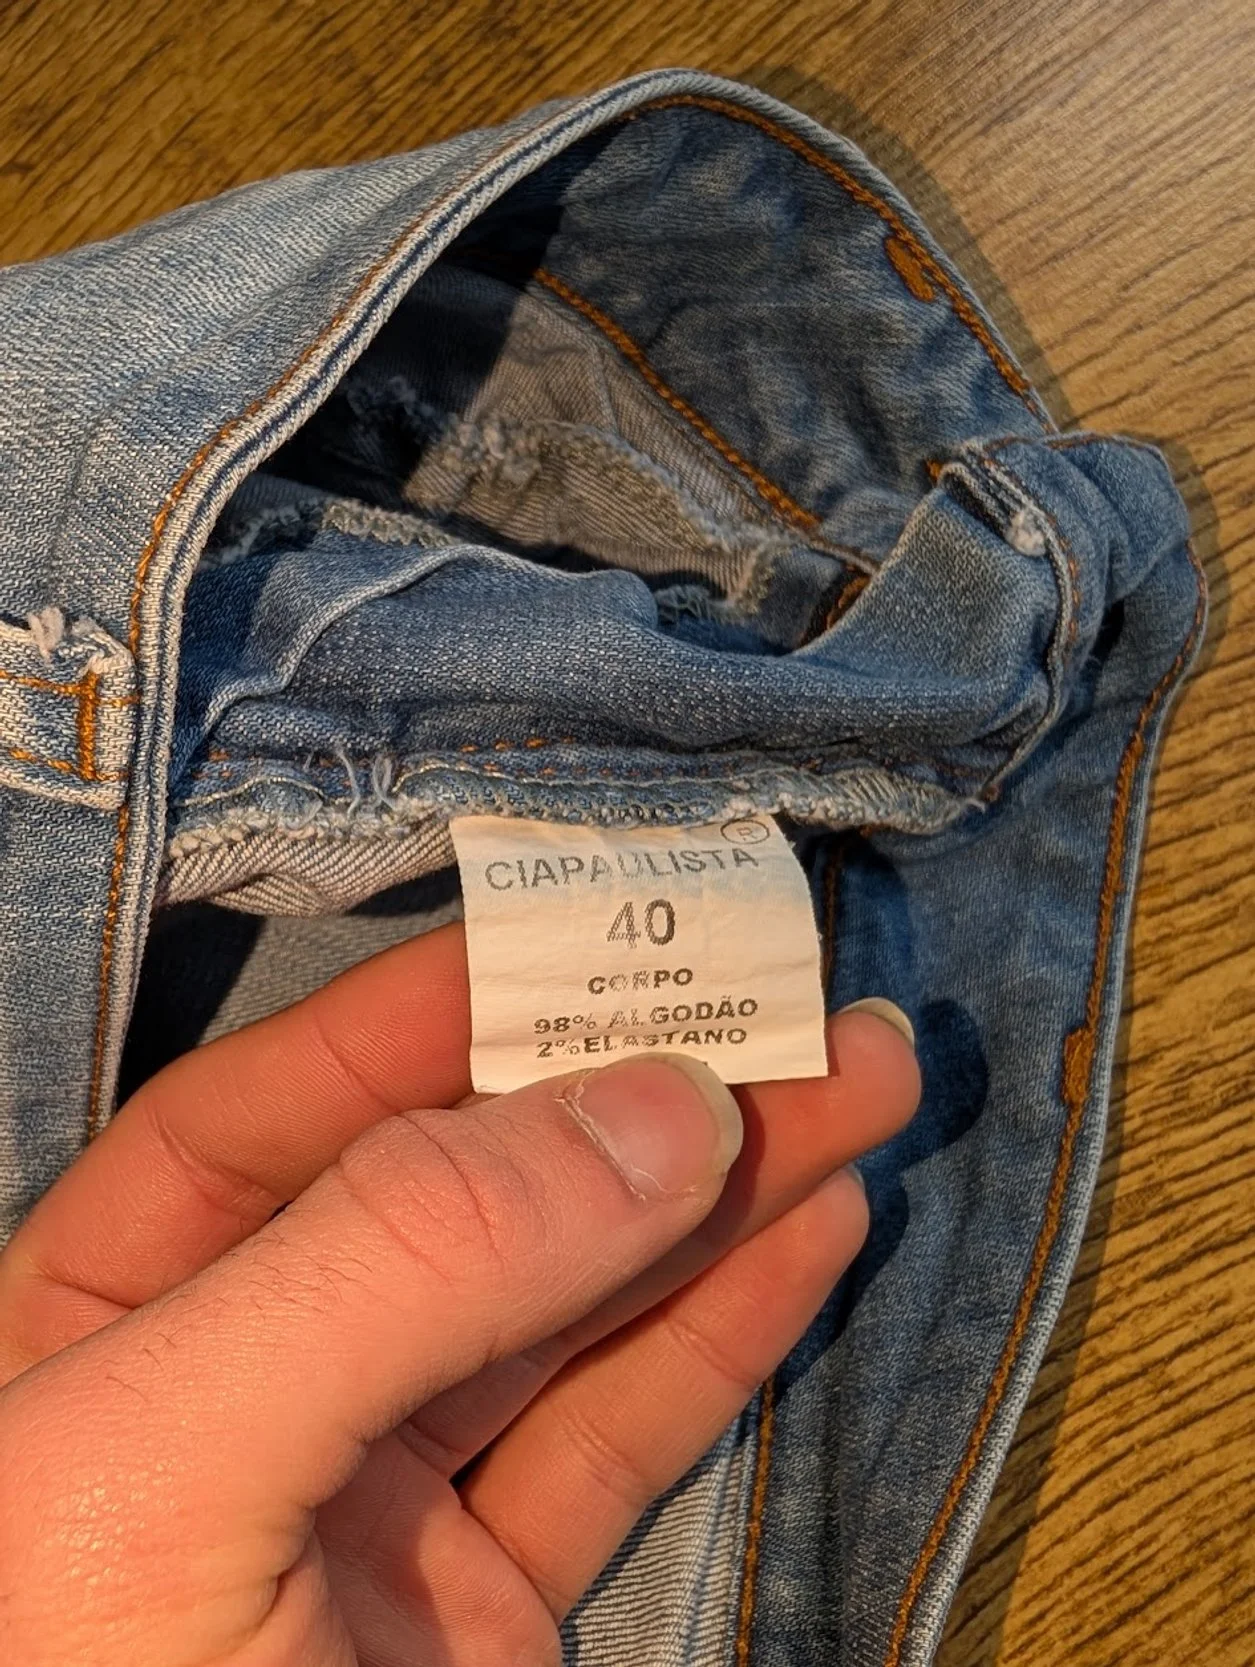 ®
CIAPAULISTA
40
CORPO
98% ALGODÃO
2% ELASTANO